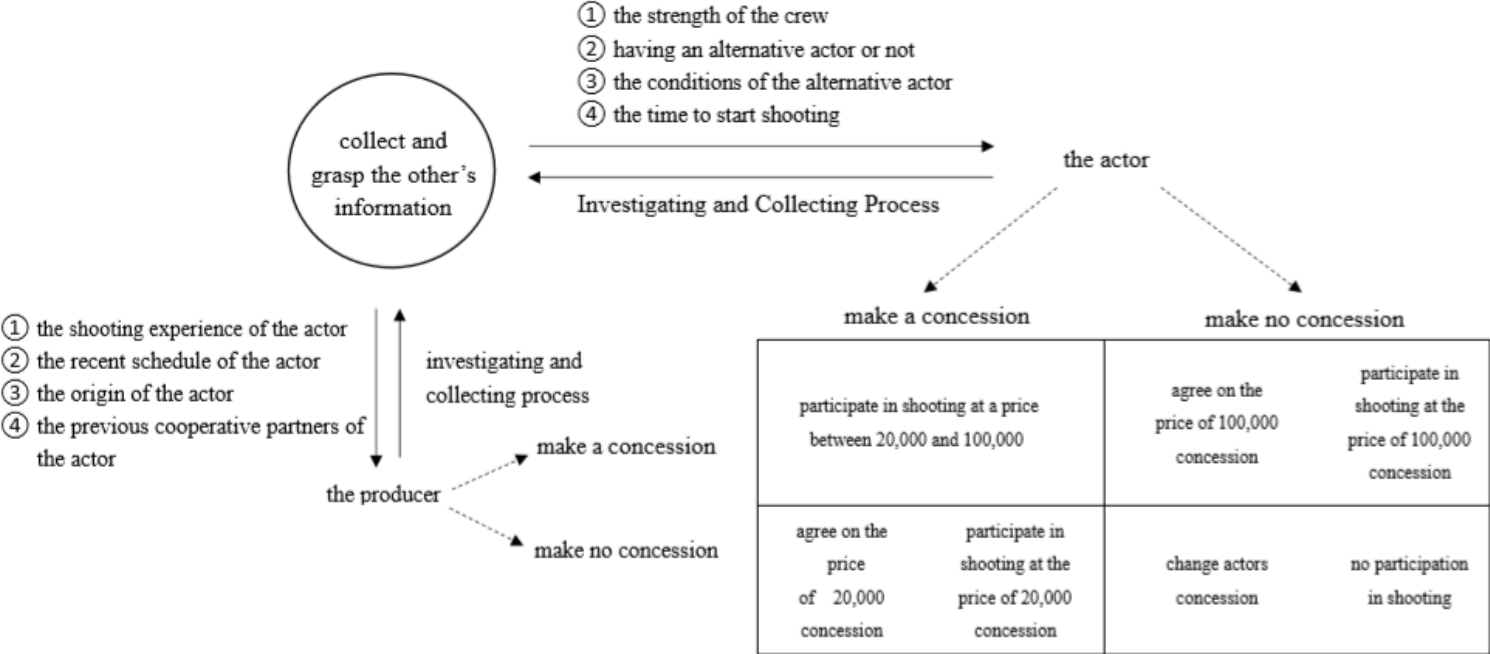 ① the strength of the crew
② having an alternative actor or not
③ the conditions of the alternative actor
④ the time to start shooting
collect and
grasp the other's
information
the actor
Investigating and Collecting Process
① the shooting experience of the actor
② the recent schedule of the actor
③ the origin of the actor
④ the previous cooperative partners of
the actor
investigating and
collecting process
the producer
make a concession
make no concession
make a concession
make no concession
participate in shooting at a price
between 20,000 and 100,000
agree on the
price of 100,000
concession
participate in
shooting at the
price of 100,000
concession
agree on the
price
of 20,000
concession
participate in
shooting at the
price of 20,000
concession
change actors
concession
no participation
in shooting